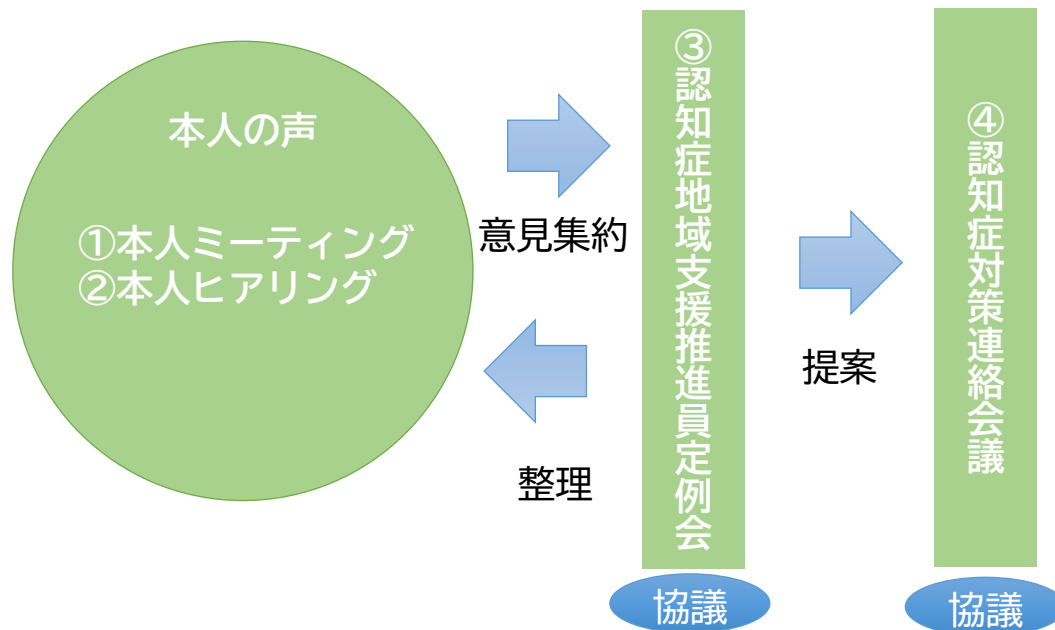 本人の声
①本人ミーティング
②本人ヒアリング
意見集約
整理
③認知症地域支援推進員定例会
協議
提案
④認知症対策連絡会議
協議